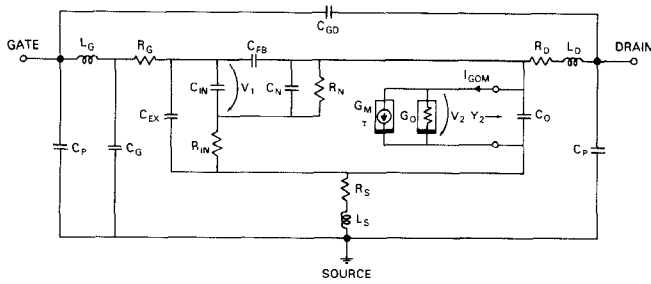 C_GD
GATE
L_G
R_G
C_FB
R_D
L_D
DRAIN
C_IN
V_1
C_N
R_N
I_GOM
G_M
τ
G_O
V_2
Y_2
C_O
C_EX
R_IN
C_P
C_G
C_P
R_S
L_S
SOURCE